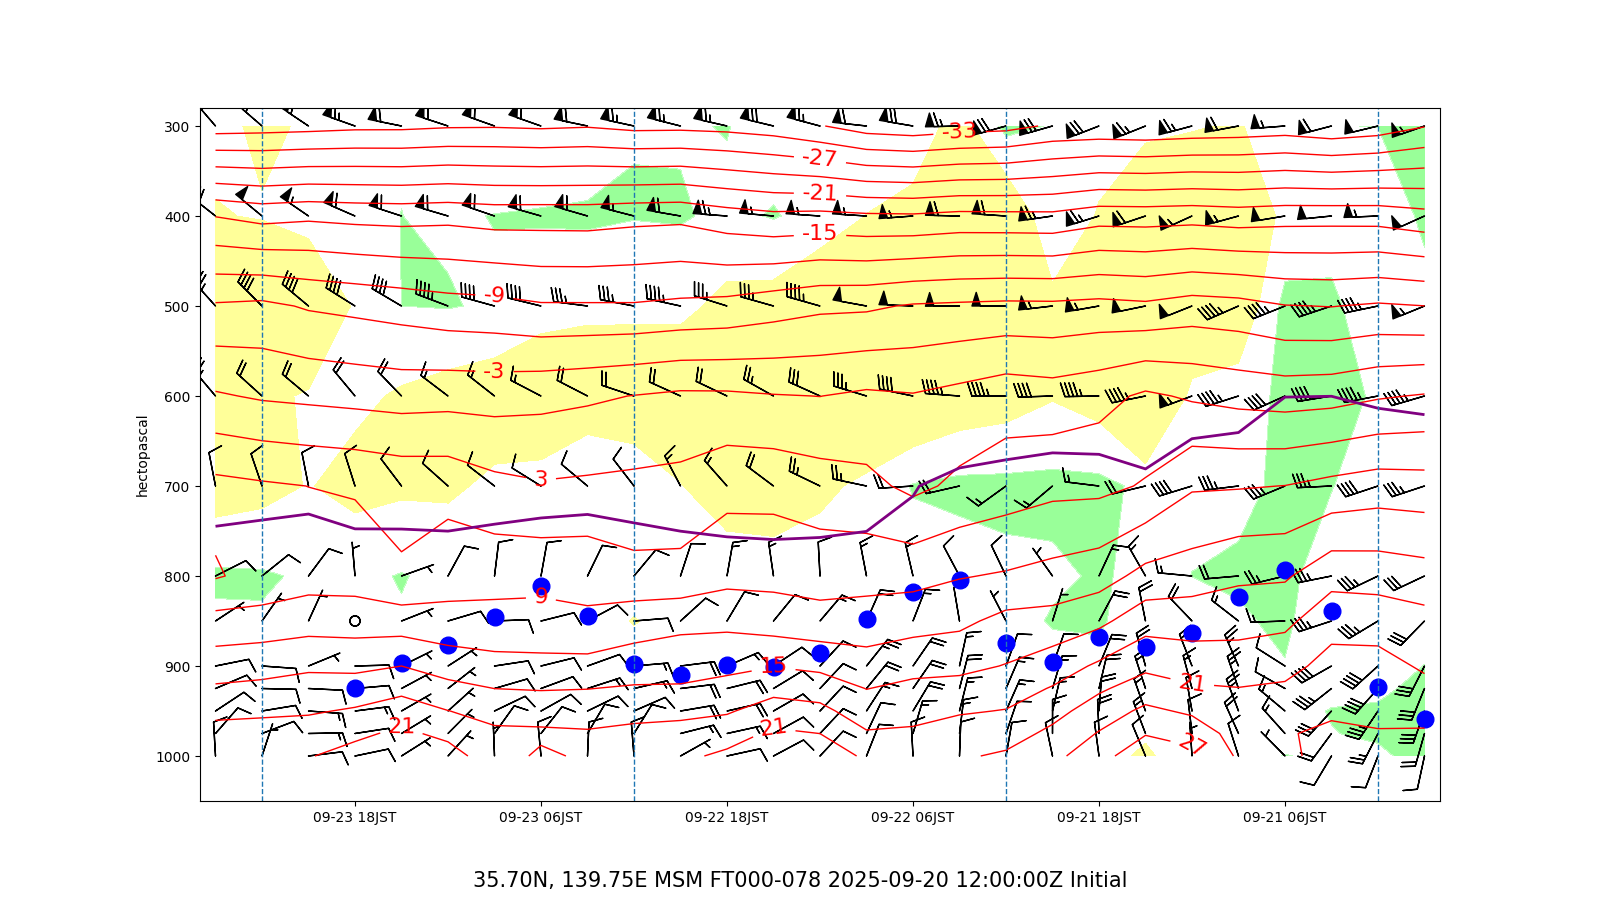 300
-33
-27
-21
400
-15
-9
500
-3
600
hectopascal
3
700
800
9
900
15
21
21
21
27
1000
09-23 18JST
09-23 06JST
09-22 18JST
09-22 06JST
09-21 18JST
09-21 06JST
35.70N, 139.75E MSM FT000-078 2025-09-20 12:00:00Z Initial